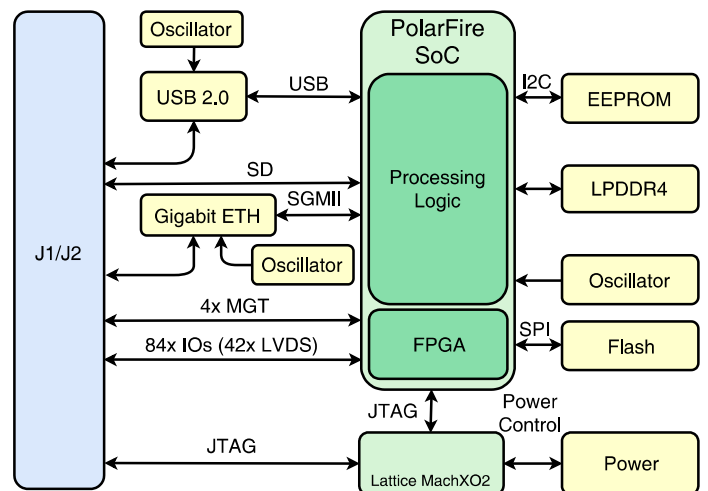 Oscillator
PolarFire
SoC
USB 2.0
USB
I2C
EEPROM
SD
Processing
Logic
LPDDR4
Gigabit ETH
SGMII
J1/J2
Oscillator
Oscillator
4x MGT
84x IOs (42x LVDS)
FPGA
SPI
Flash
JTAG
Power
Control
JTAG
Lattice MachXO2
Power